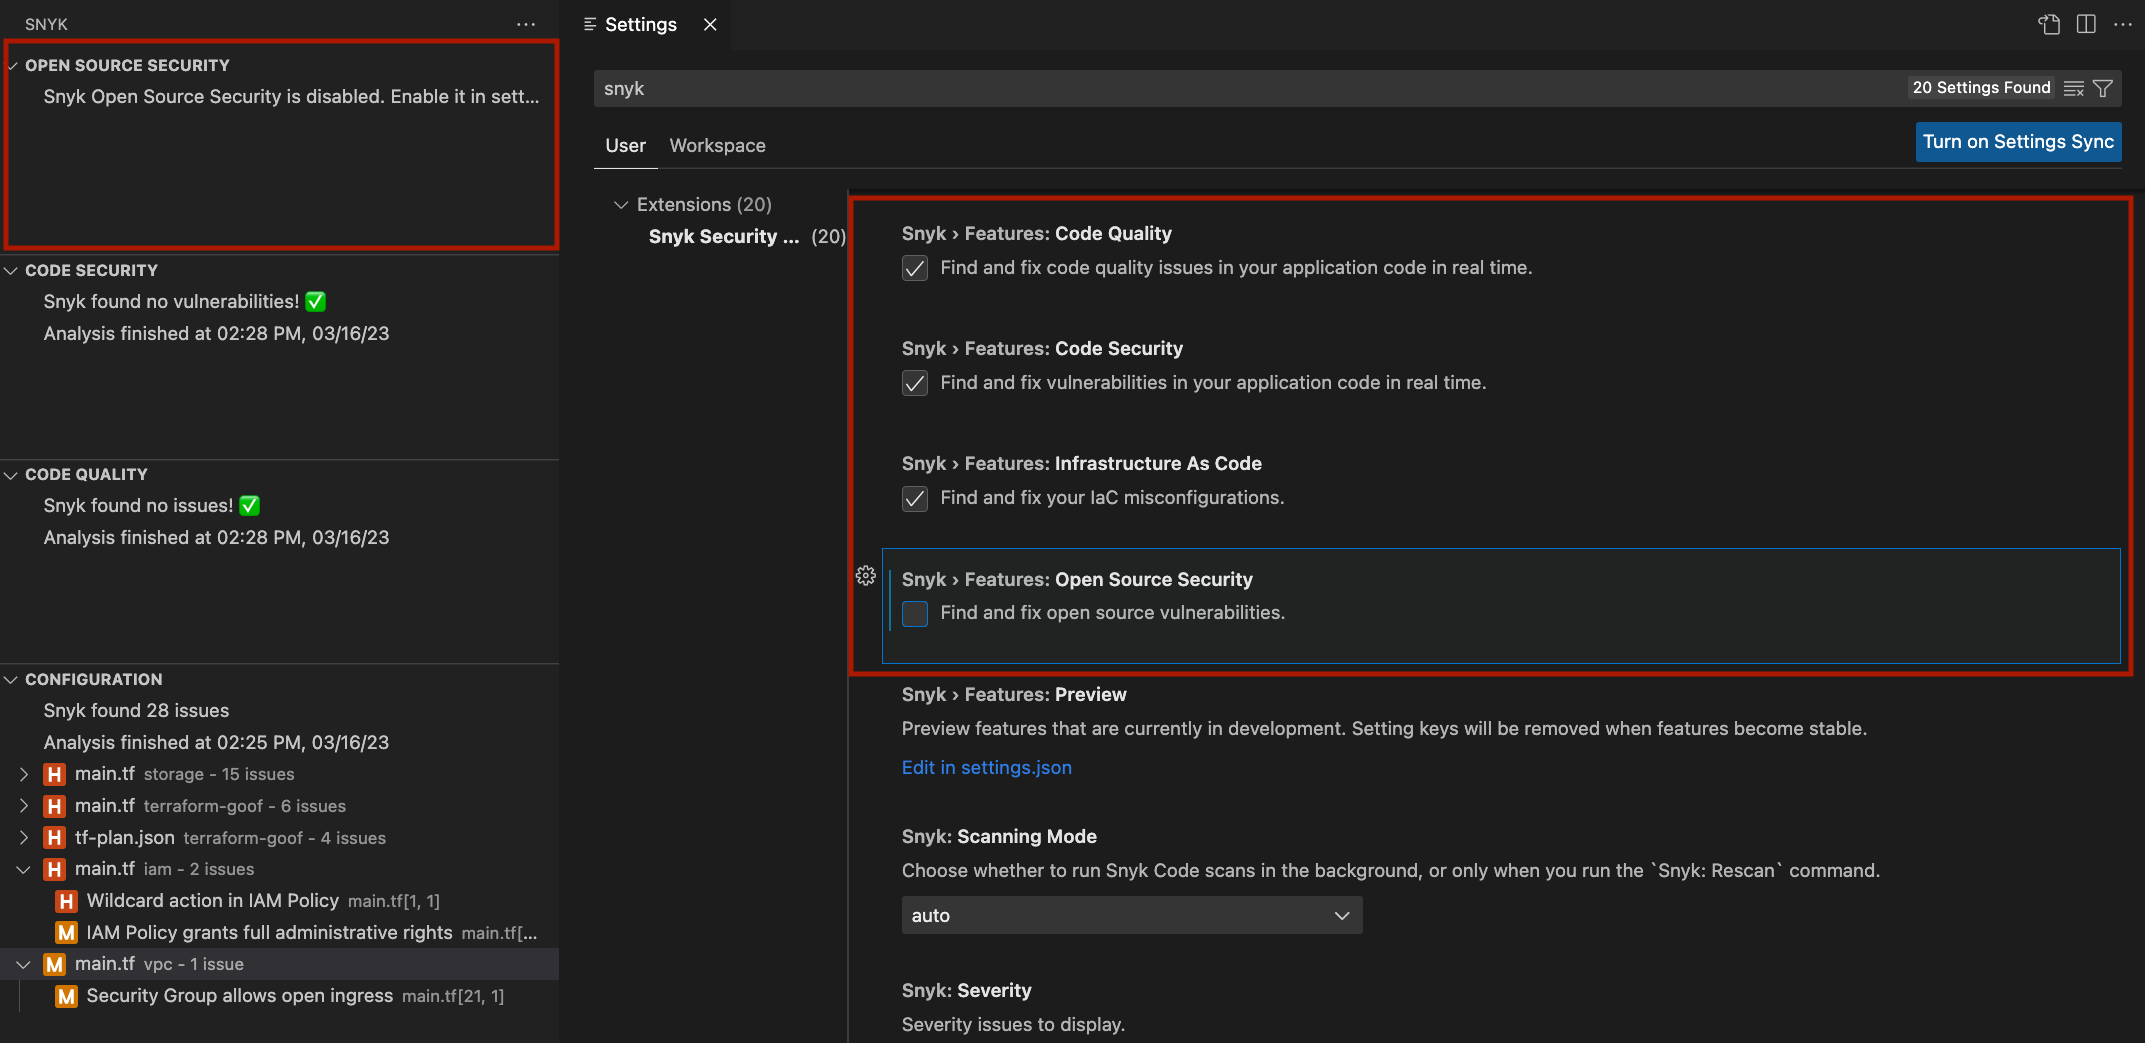 SNYK
OPEN SOURCE SECURITY
Snyk Open Source Security is disabled. Enable it in sett...
CODE SECURITY
Snyk found no vulnerabilities! ✅
Analysis finished at 02:28 PM, 03/16/23
CODE QUALITY
Snyk found no issues! ✅
Analysis finished at 02:28 PM, 03/16/23
CONFIGURATION
Snyk found 28 issues
Analysis finished at 02:25 PM, 03/16/23
H main.tf storage - 15 issues
H main.tf terraform-goof - 6 issues
H tf-plan.json terraform-goof - 4 issues
H main.tf iam - 2 issues
H Wildcard action in IAM Policy main.tf[1, 1]
M IAM Policy grants full administrative rights main.tf[...
M main.tf vpc - 1 issue
M Security Group allows open ingress main.tf[21, 1]
Settings
snyk
20 Settings Found
User Workspace
Turn on Settings Sync
Extensions (20)
Snyk Security ... (20)
Snyk › Features: Code Quality
Find and fix code quality issues in your application code in real time.
Snyk › Features: Code Security
Find and fix vulnerabilities in your application code in real time.
Snyk › Features: Infrastructure As Code
Find and fix your IaC misconfigurations.
Snyk › Features: Open Source Security
Find and fix open source vulnerabilities.
Snyk › Features: Preview
Preview features that are currently in development. Setting keys will be removed when features become stable.
Edit in settings.json
Snyk: Scanning Mode
Choose whether to run Snyk Code scans in the background, or only when you run the `Snyk: Rescan` command.
auto
Snyk: Severity
Severity issues to display.